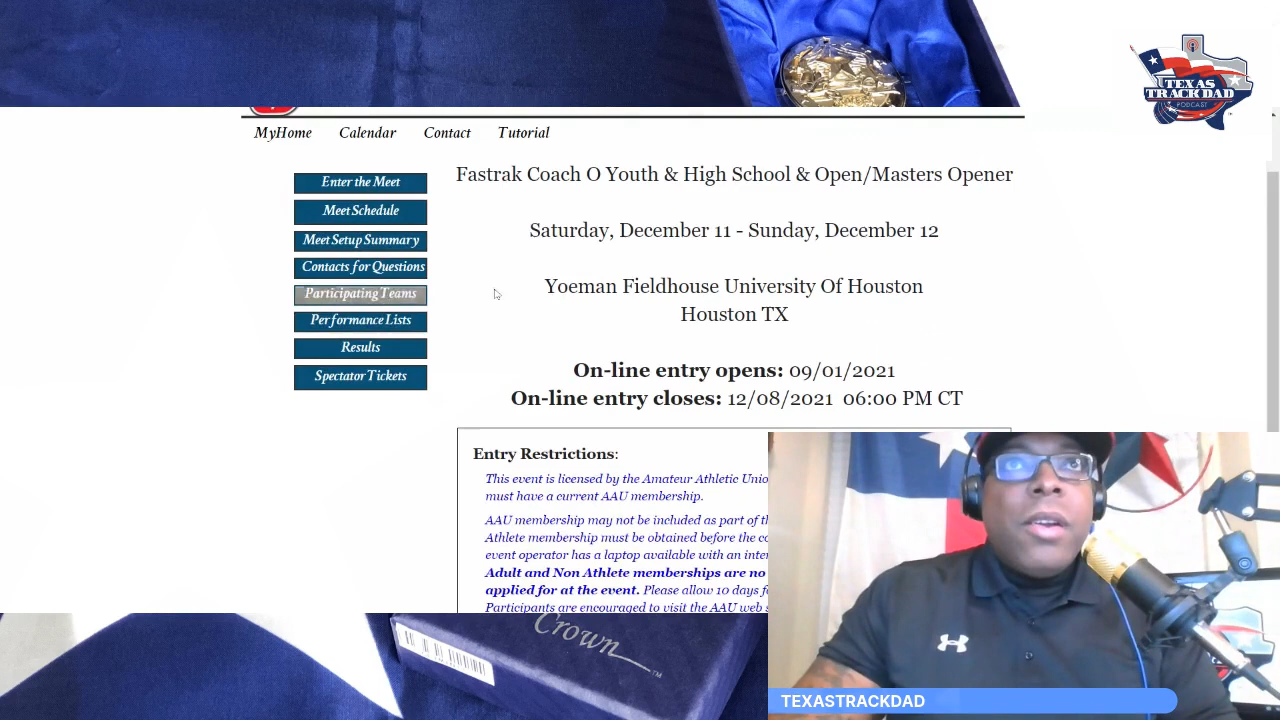 TEXAS
TRACK DAD
PODCAST
MyHome Calendar Contact Tutorial
Enter the Meet
Meet Schedule
Meet Setup Summary
Contacts for Questions
Participating Teams
Performance Lists
Results
Spectator Tickets
Fastrak Coach O Youth & High School & Open/Masters Opener
Saturday, December 11 - Sunday, December 12
Yoeman Fieldhouse University Of Houston
Houston TX
On-line entry opens: 09/01/2021
On-line entry closes: 12/08/2021 06:00 PM CT
Entry Restrictions:
This event is licensed by the Amateur Athletic Unio
must have a current AAU membership.
AAU membership may not be included as part of th
Athlete membership must be obtained before the co
event operator has a laptop available with an inter
Adult and Non Athlete memberships are no
applied for at the event. Please allow 10 days fo
Participants are encouraged to visit the AAU web s
Crown™
TEXASTRACKDAD